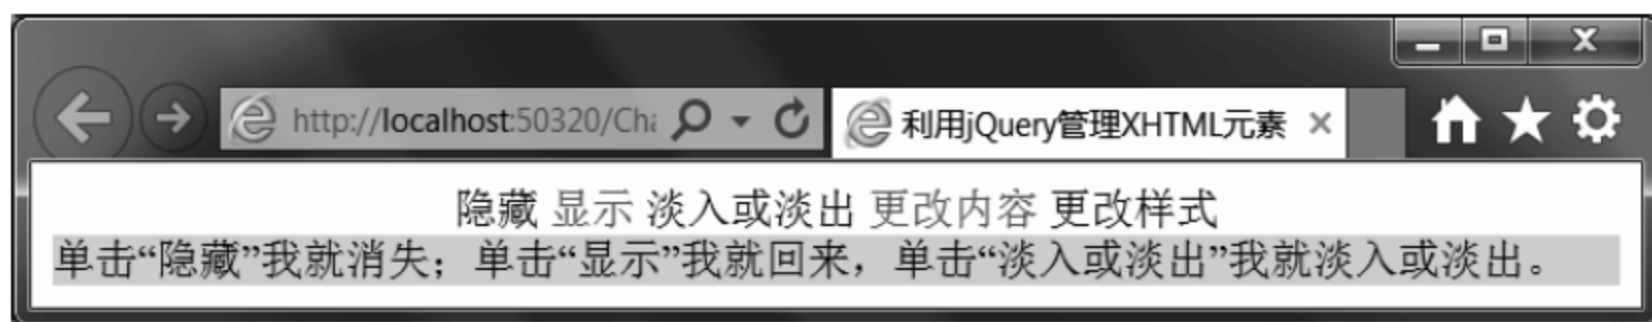 http://localhost:50320/Cha
利用jQuery管理XHTML元素
隐藏 显示 淡入或淡出 更改内容 更改样式
单击“隐藏”我就消失；单击“显示”我就回来，单击“淡入或淡出”我就淡入或淡出。